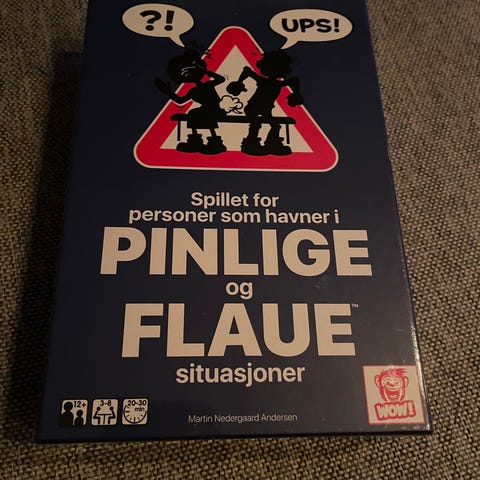 ?!
UPS!
Spillet for
personer som havner i
PINLIGE
og
FLAUE™
situasjoner
12+
3-8
20-30
min
Martin Nedergaard Andersen
WOW!